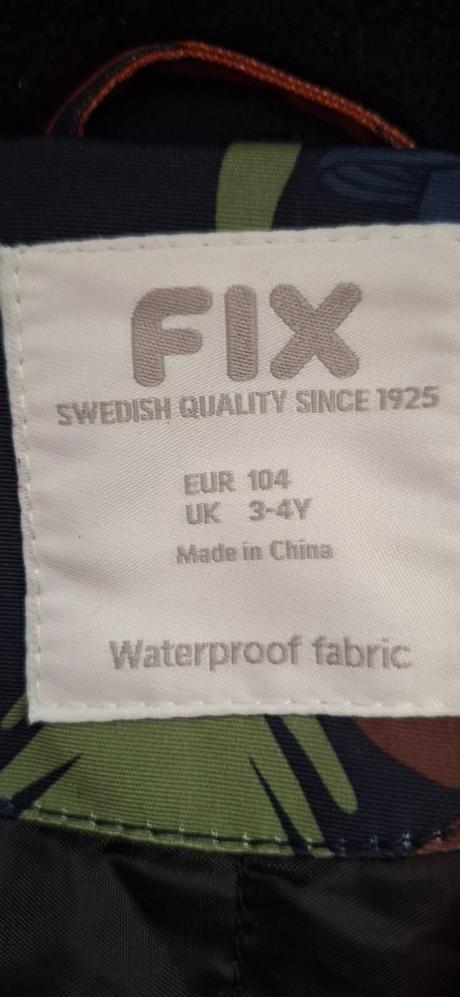 FIX
SWEDISH QUALITY SINCE 1925
EUR 104
UK 3-4Y
Made in China
Waterproof fabric